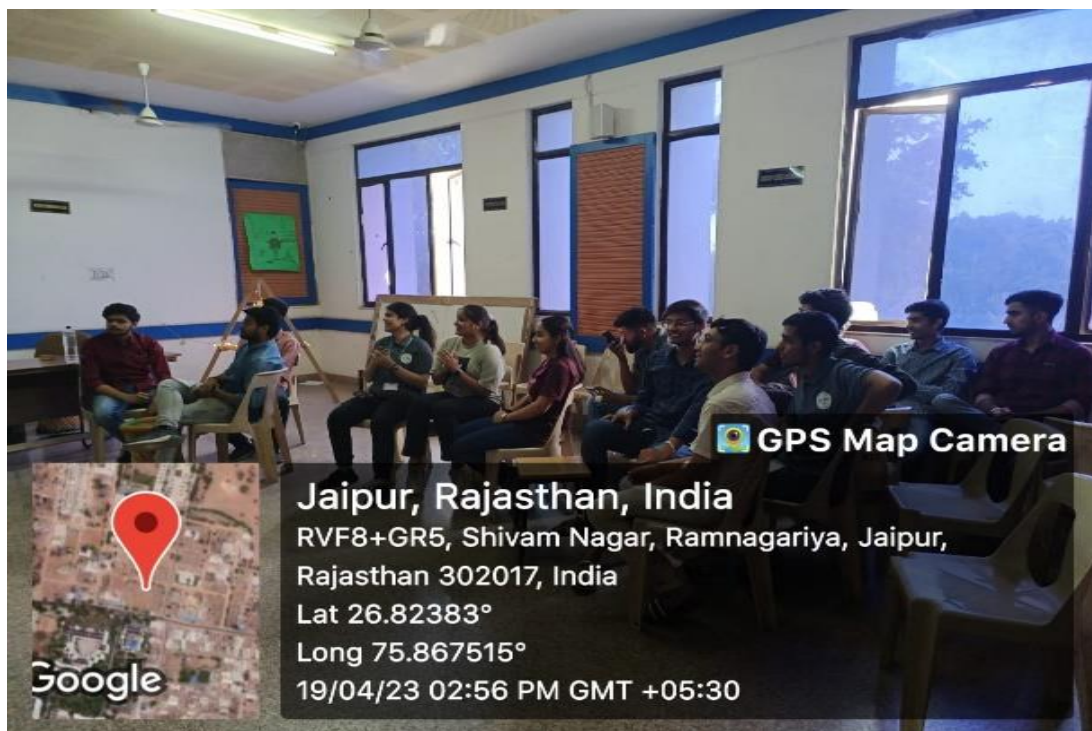 GPS Map Camera
Jaipur, Rajasthan, India
RVF8+GR5, Shivam Nagar, Ramnagariya, Jaipur,
Rajasthan 302017, India
Lat 26.82383°
Long 75.867515°
19/04/23 02:56 PM GMT +05:30
Google